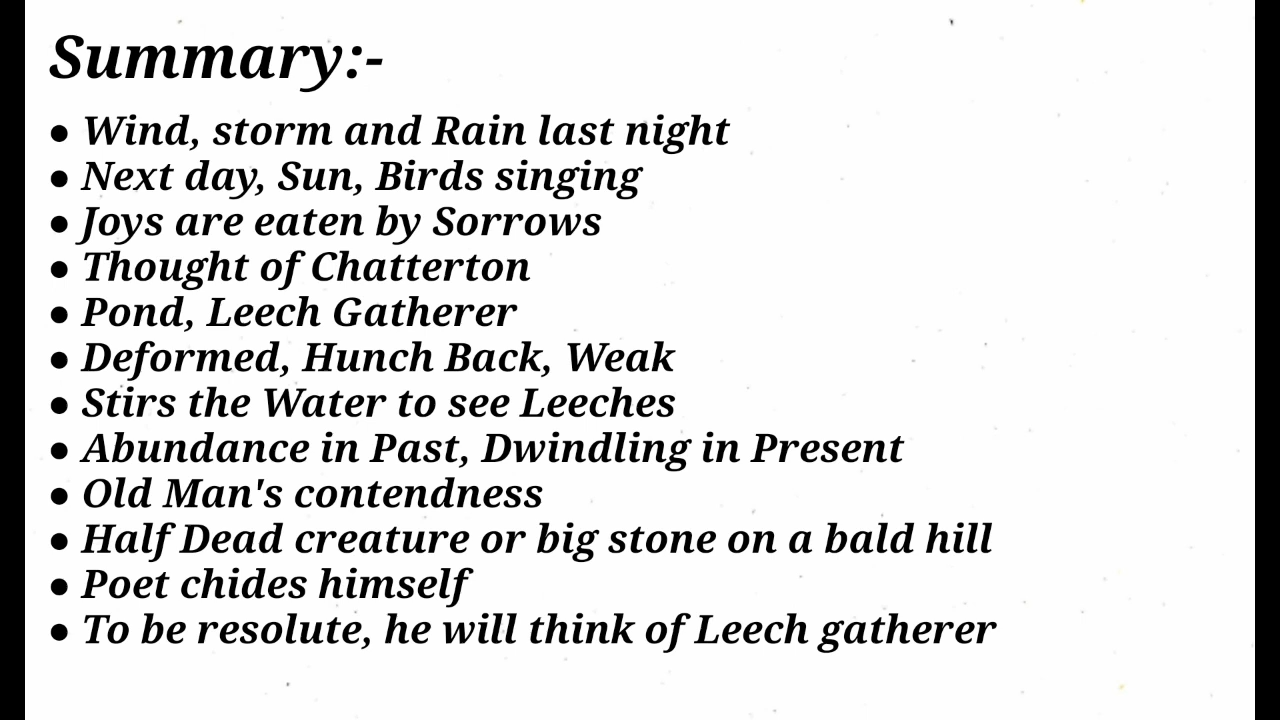 Summary:-
● Wind, storm and Rain last night
● Next day, Sun, Birds singing
● Joys are eaten by Sorrows
● Thought of Chatterton
● Pond, Leech Gatherer
● Deformed, Hunch Back, Weak
● Stirs the Water to see Leeches
● Abundance in Past, Dwindling in Present
● Old Man's contendness
● Half Dead creature or big stone on a bald hill
● Poet chides himself
● To be resolute, he will think of Leech gatherer